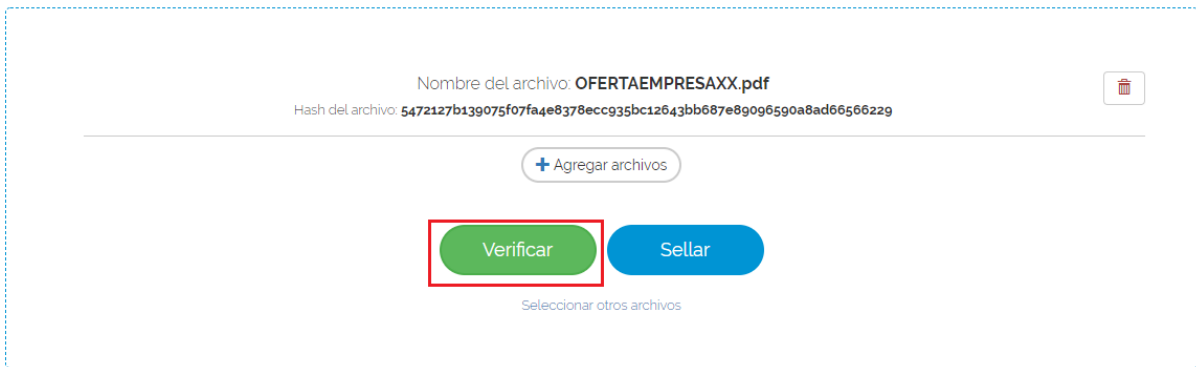 Nombre del archivo: OFERTAEMPRESAXX.pdf
Hash del archivo: 5472127b139075f07fa4e8378ecc935bc12643bb687e89096590a8ad66566229
+ Agregar archivos
Verificar
Sellar
Seleccionar otros archivos